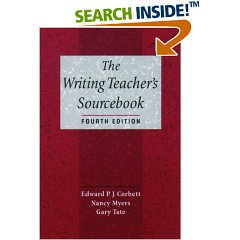 SEARCH INSIDE!™
The
Writing Teacher's
Sourcebook
FOURTH EDITION
Edward P. J. Corbett
Nancy Myers
Gary Tate